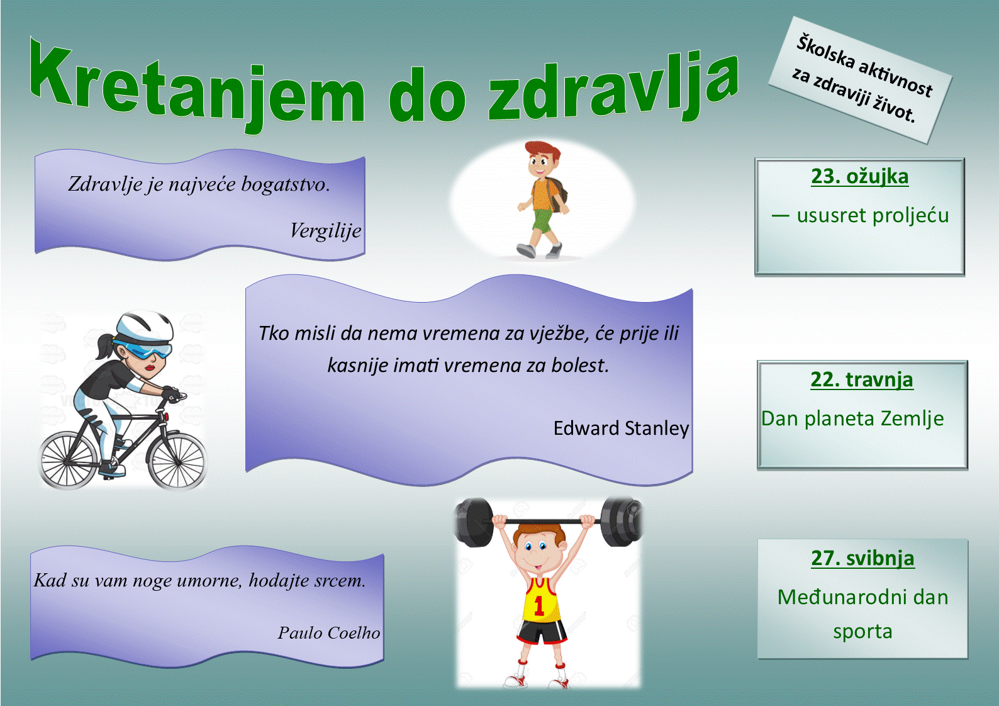 Kretanjem do zdravlja
Školska aktivnost
za zdraviji život.
Zdravlje je najveće bogatstvo.
Vergilije
23. ožujka
— ususret proljeću
Tko misli da nema vremena za vježbe, će prije ili
kasnije imati vremena za bolest.
Edward Stanley
22. travnja
Dan planeta Zemlje
Kad su vam noge umorne, hodajte srcem.
Paulo Coelho
1
27. svibnja
Međunarodni dan
sporta